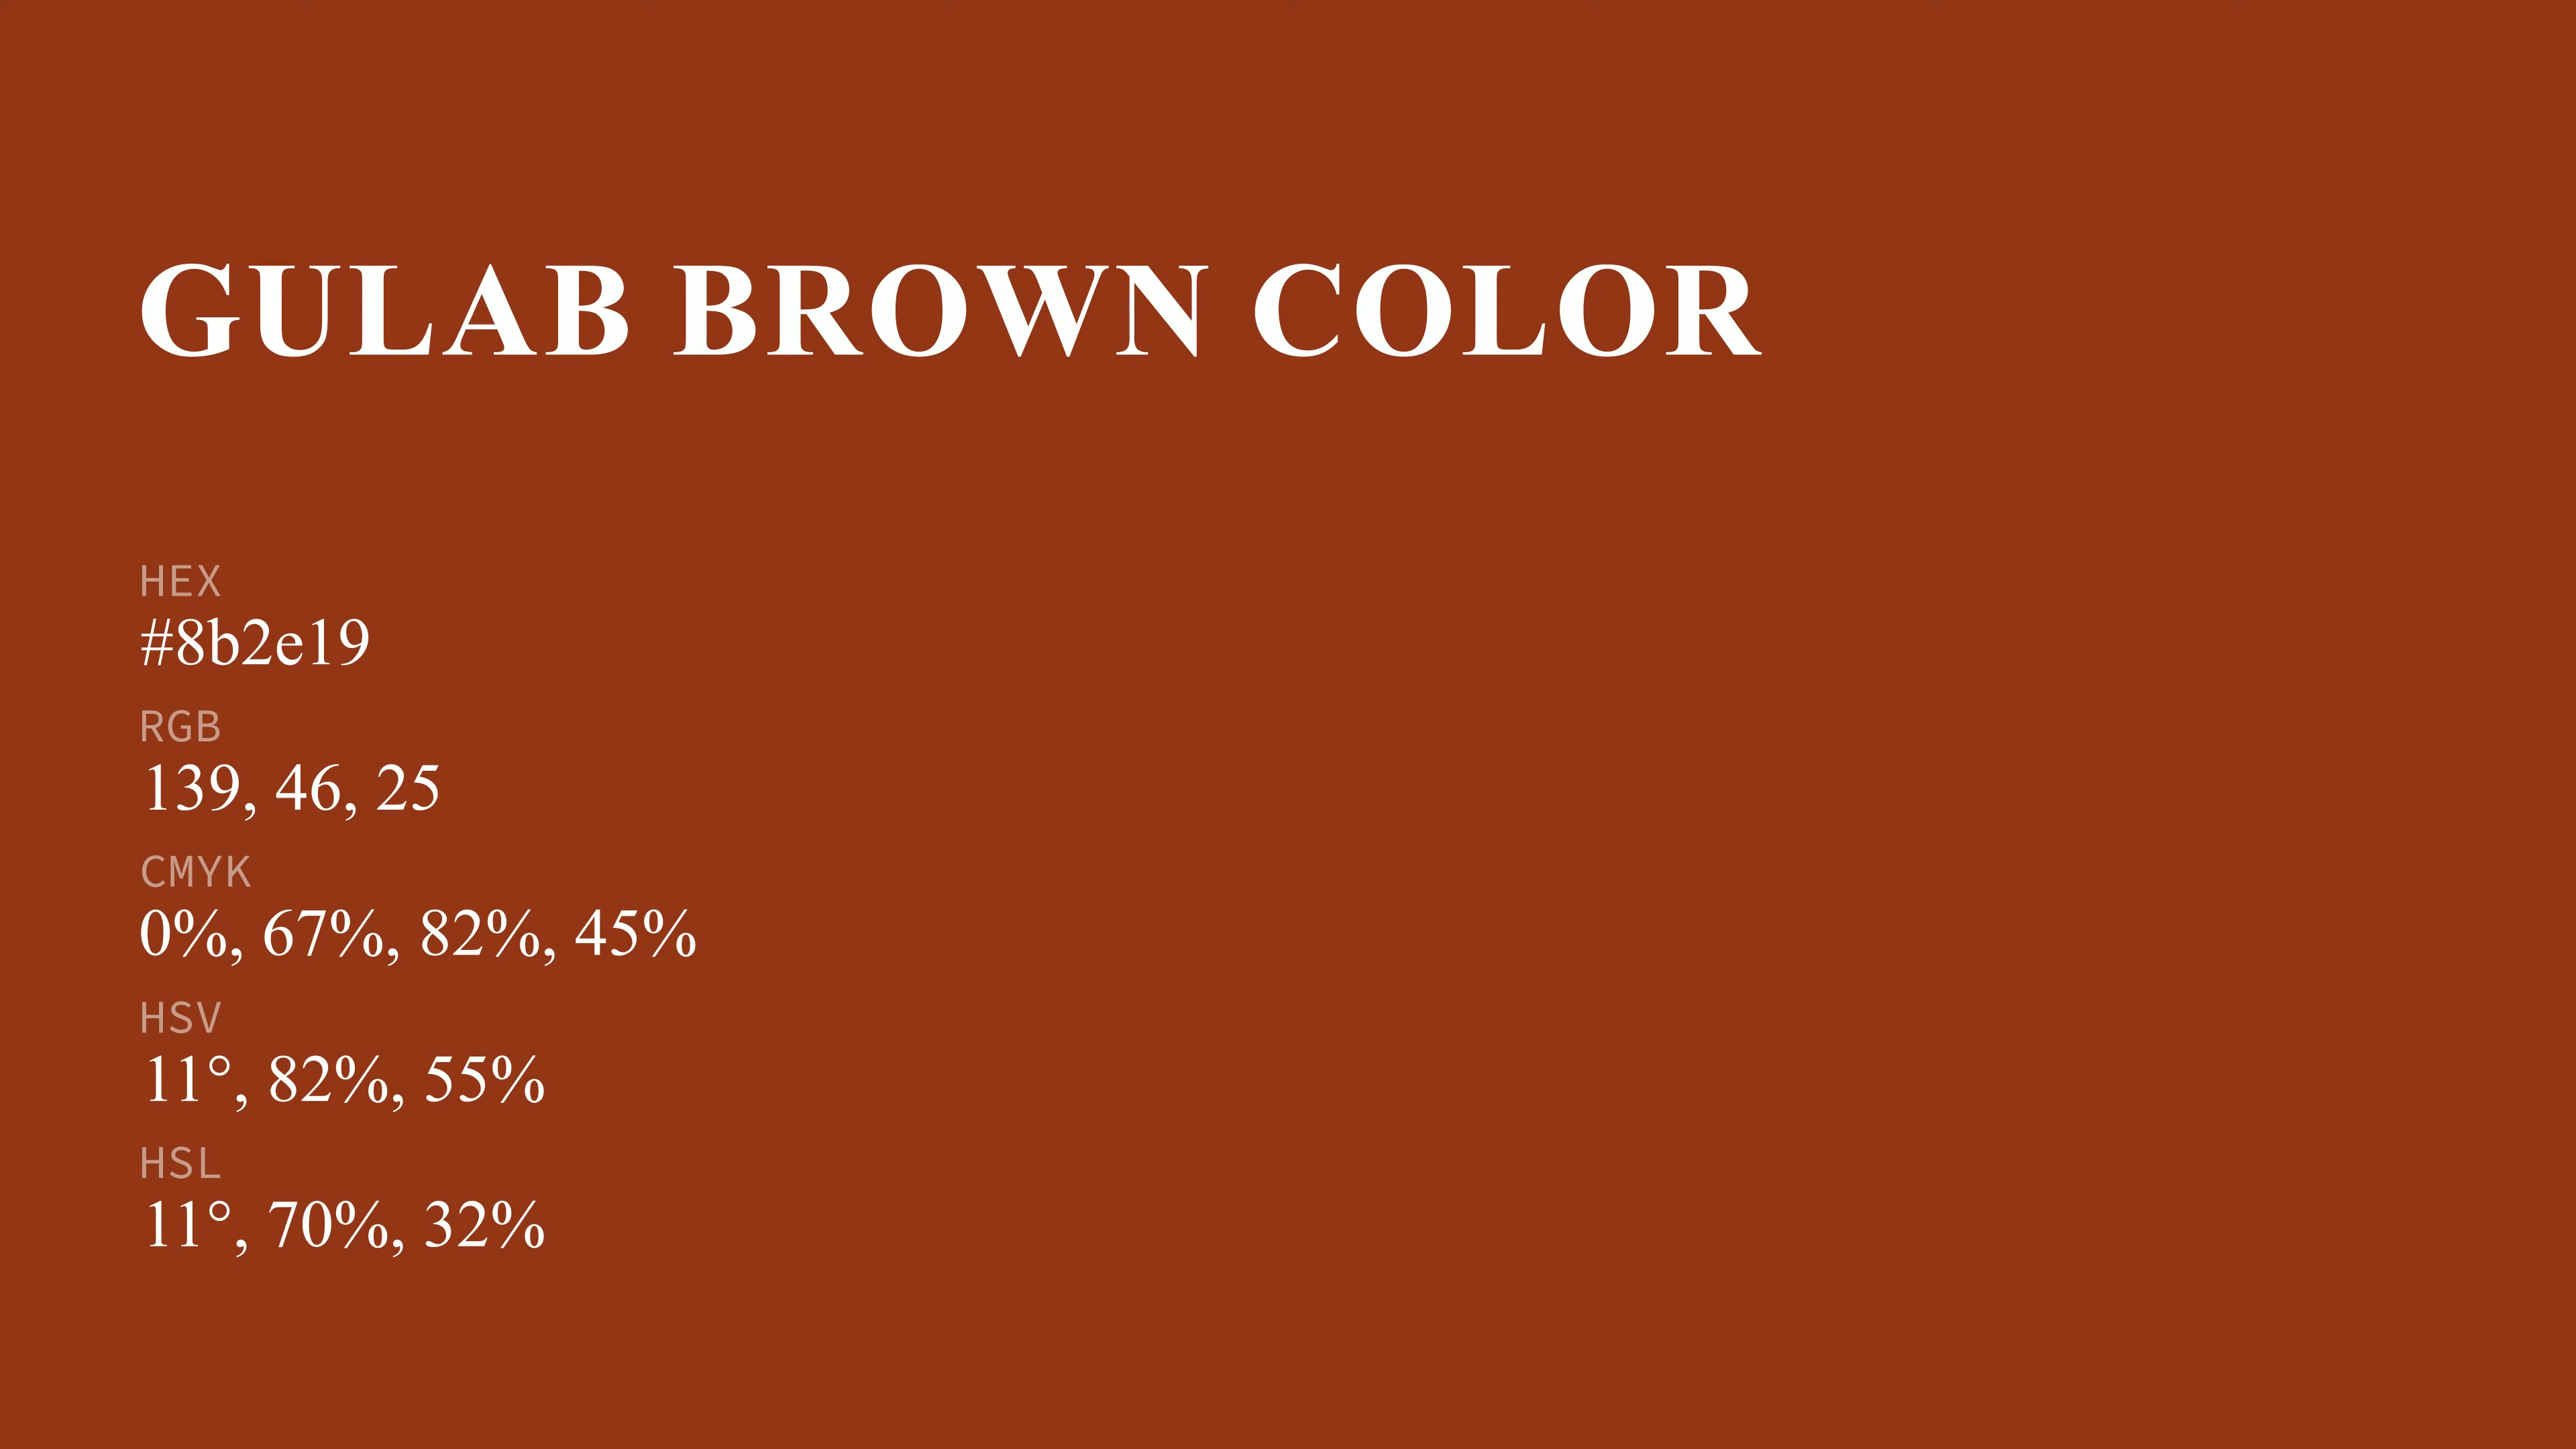 GULAB BROWN COLOR
HEX
#8b2e19
RGB
139, 46, 25
CMYK
0%, 67%, 82%, 45%
HSV
11°, 82%, 55%
HSL
11°, 70%, 32%